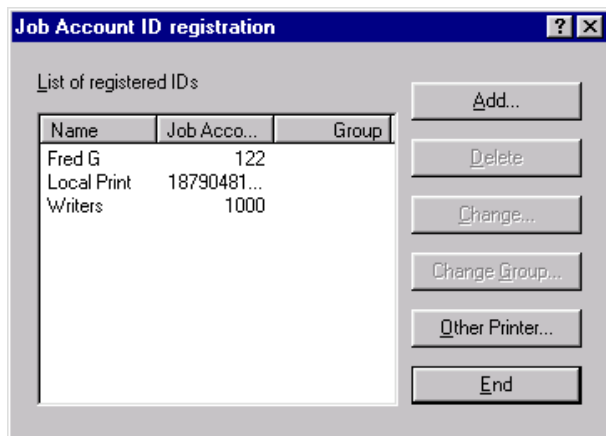 Job Account ID registration
List of registered IDs
Add...
Name Job Acco... Group
Fred G 122
Delete
Local Print 18790481...
Writers 1000
Change...
Change Group...
Other Printer...
End